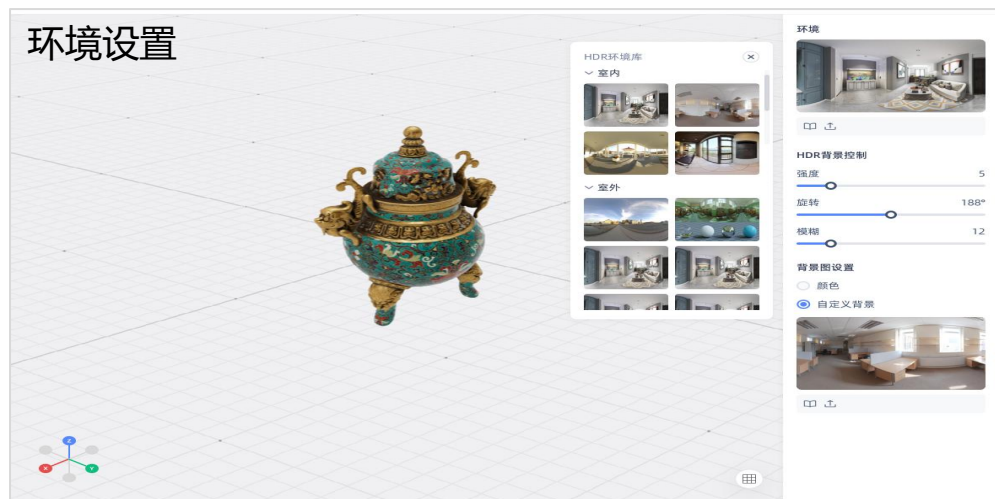 环境设置
HDR环境库
室内
室外
环境
HDR背景控制
强度 5
旋转 188°
模糊 12
背景图设置
颜色
自定义背景
Z
X
Y